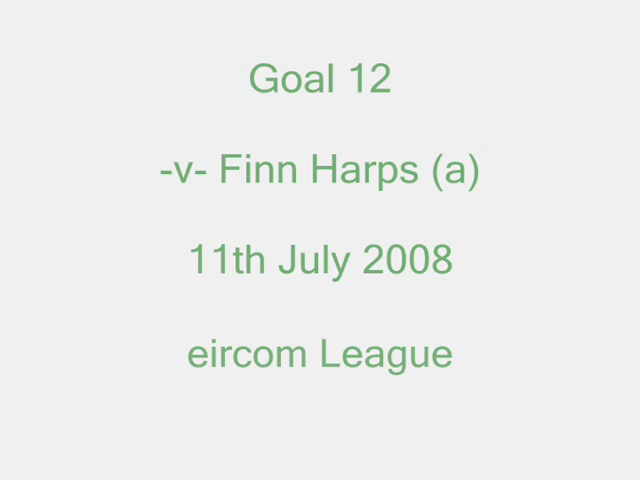 Goal 12
-v- Finn Harps (a)
11th July 2008
eircom League